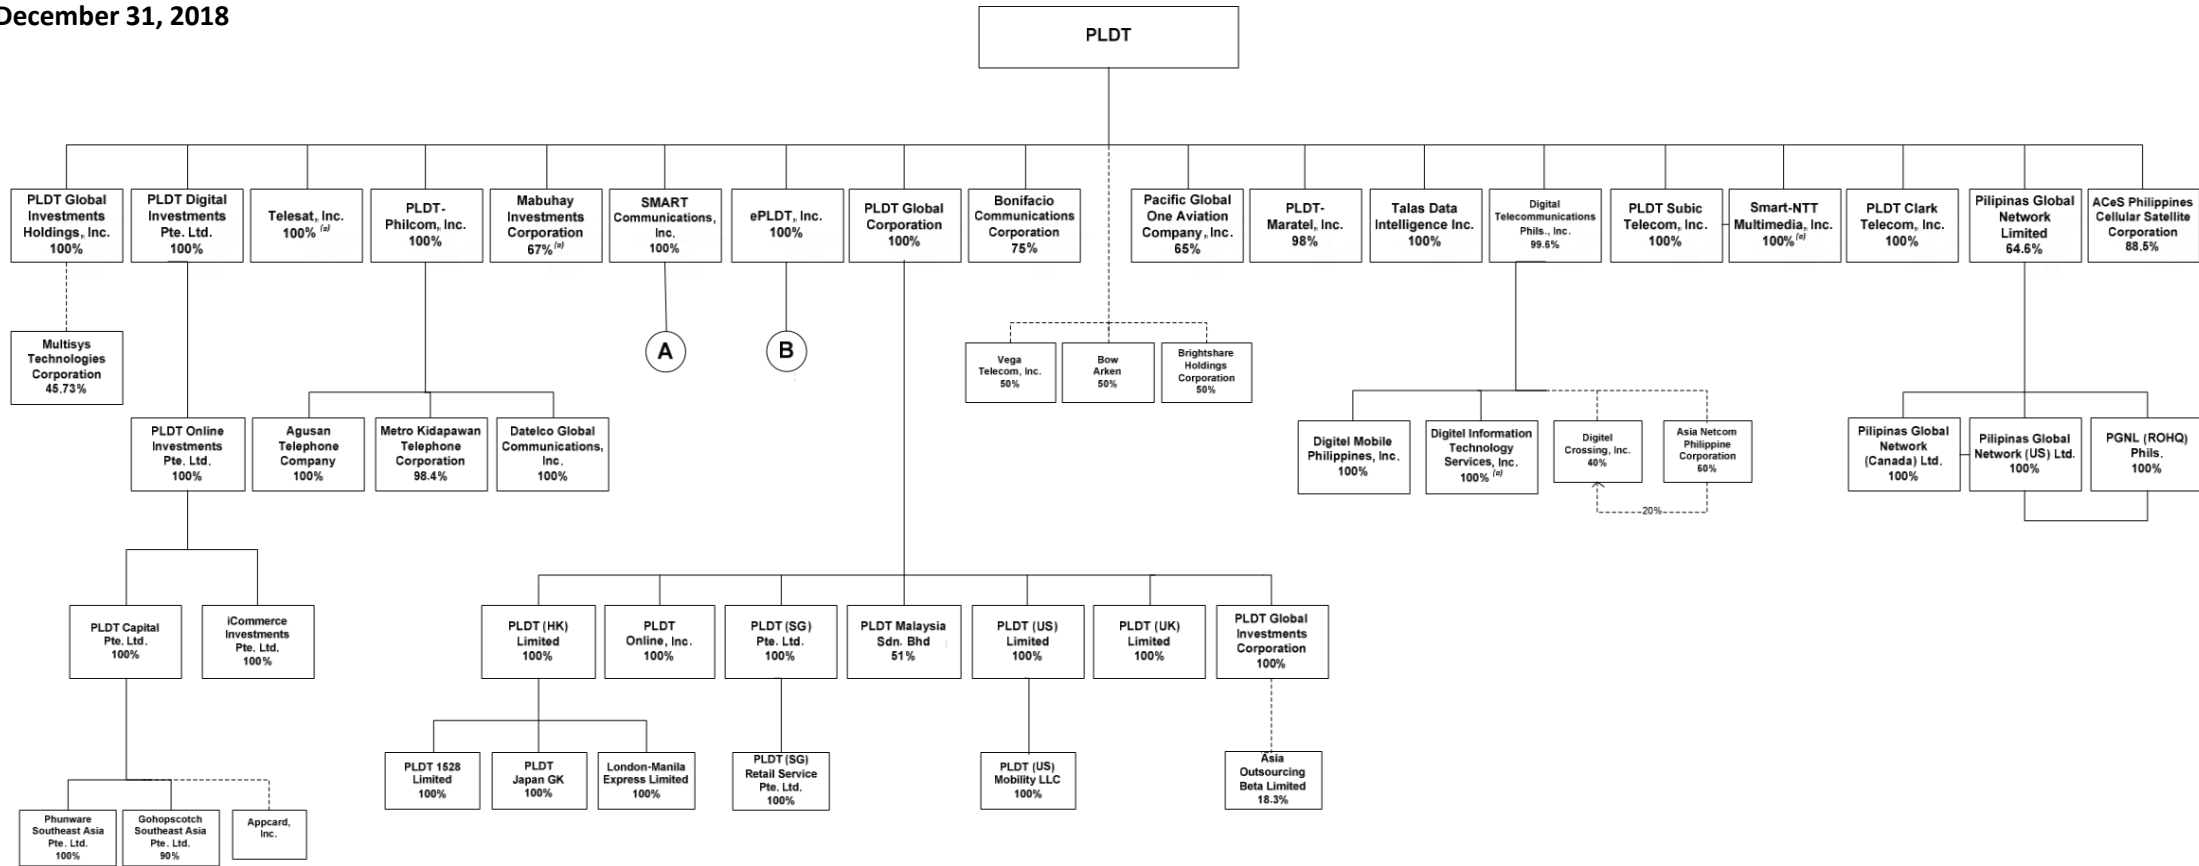 December 31, 2018
PLDT
PLDT Global
Investments
Holdings, Inc.
100%
PLDT Digital
Investments
Pte. Ltd.
100%
Telesat, Inc.
100% (a)
PLDT-
Philcom, Inc.
100%
Mabuhay
Investments
Corporation
67% (a)
SMART
Communications,
Inc.
100%
ePLDT, Inc.
100%
PLDT Global
Corporation
100%
Bonifacio
Communications
Corporation
75%
Pacific Global
One Aviation
Company, Inc.
65%
PLDT-
Maratel, Inc.
98%
Talas Data
Intelligence Inc.
100%
Digital
Telecommunications
Phils., Inc.
99.6%
PLDT Subic
Telecom, Inc.
100%
Smart-NTT
Multimedia, Inc.
100% (a)
PLDT Clark
Telecom, Inc.
100%
Pilipinas Global
Network
Limited
64.6%
ACeS Philippines
Cellular Satellite
Corporation
88.5%
Multisys
Technologies
Corporation
45.73%
A
B
Vega
Telecom, Inc.
50%
Bow
Arken
50%
Brightshare
Holdings
Corporation
50%
PLDT Online
Investments
Pte. Ltd.
100%
Agusan
Telephone
Company
100%
Metro Kidapawan
Telephone
Corporation
98.4%
Datelco Global
Communications,
Inc.
100%
Digitel Mobile
Philippines, Inc.
100%
Digitel Information
Technology
Services, Inc.
100% (a)
Digitel
Crossing, Inc.
40%
Asia Netcom
Philippine
Corporation
60%
20%
Pilipinas Global
Network
(Canada) Ltd.
100%
Pilipinas Global
Network (US) Ltd.
100%
PGNL (ROHQ)
Phils.
100%
PLDT Capital
Pte. Ltd.
100%
iCommerce
Investments
Pte. Ltd.
100%
PLDT (HK)
Limited
100%
PLDT
Online, Inc.
100%
PLDT (SG)
Pte. Ltd.
100%
PLDT Malaysia
Sdn. Bhd
51%
PLDT (US)
Limited
100%
PLDT (UK)
Limited
100%
PLDT Global
Investments
Corporation
100%
PLDT 1528
Limited
100%
PLDT
Japan GK
100%
London-Manila
Express Limited
100%
PLDT (SG)
Retail Service
Pte. Ltd.
100%
PLDT (US)
Mobility LLC
100%
Asia
Outsourcing
Beta Limited
18.3%
Phunware
Southeast Asia
Pte. Ltd.
100%
Gohopscotch
Southeast Asia
Pte. Ltd.
90%
Appcard,
Inc.